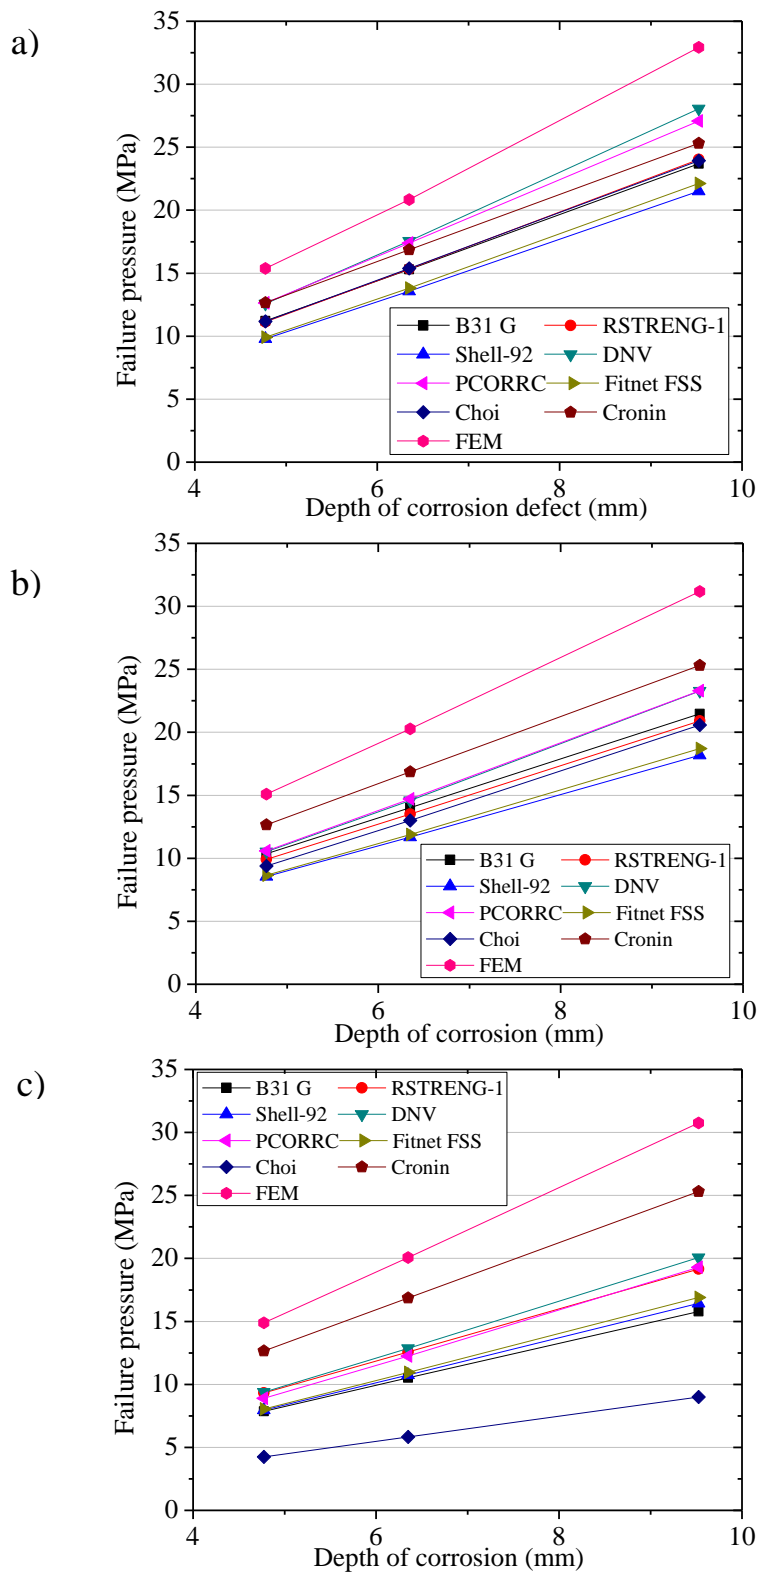 a)
35
30
25
20
15
10
5
0
Failure pressure (MPa)
B31 G RSTRENG-1
Shell-92 DNV
PCORRC Fitnet FSS
Choi Cronin
FEM
4 6 8 10
Depth of corrosion defect (mm)
b)
35
30
25
20
15
10
5
0
Failure pressure (MPa)
B31 G RSTRENG-1
Shell-92 DNV
PCORRC Fitnet FSS
Choi Cronin
FEM
4 6 8 10
Depth of corrosion (mm)
c)
35
30
25
20
15
10
5
0
Failure pressure (MPa)
B31 G RSTRENG-1
Shell-92 DNV
PCORRC Fitnet FSS
Choi Cronin
FEM
4 6 8 10
Depth of corrosion (mm)